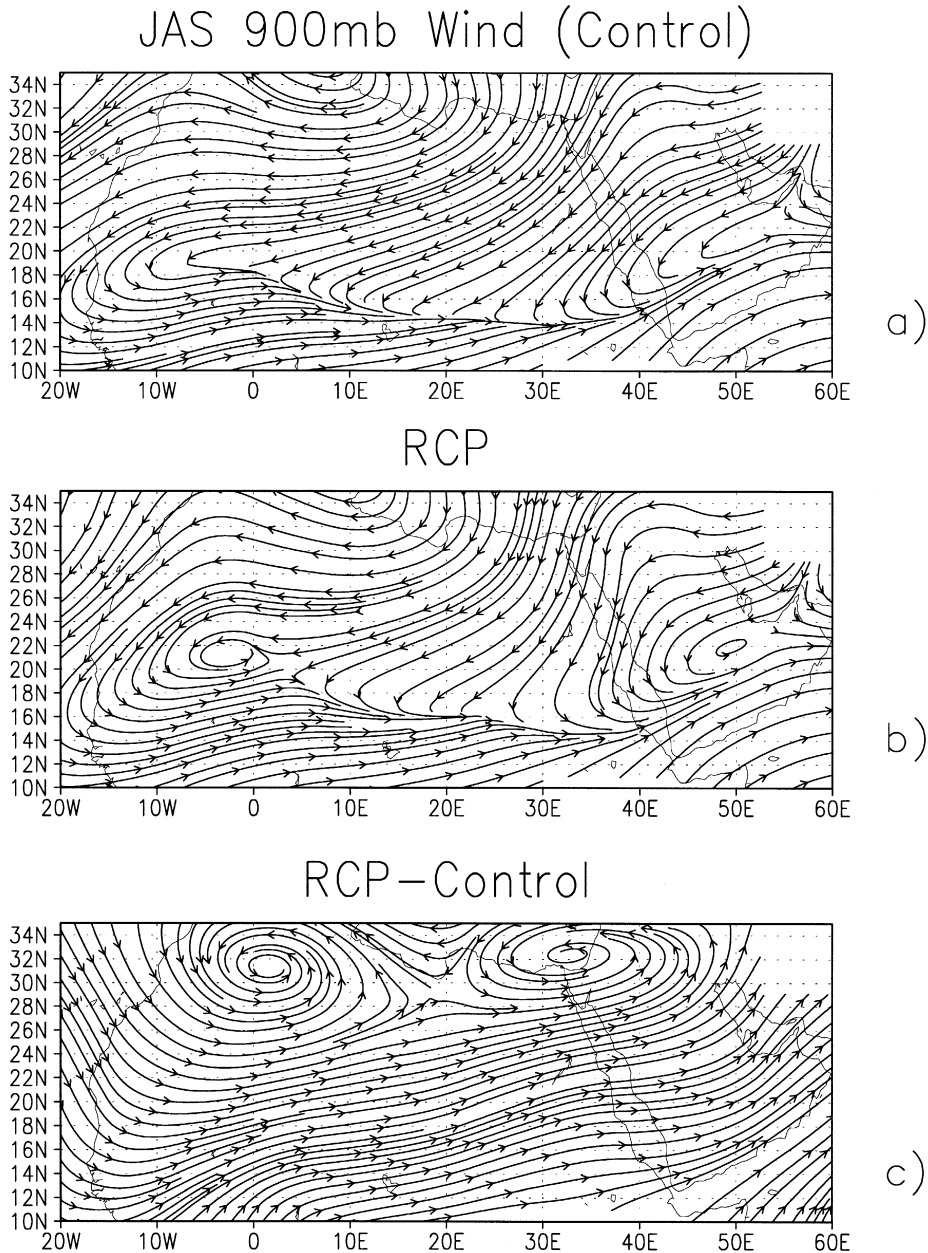 JAS 900mb Wind (Control)
34N
32N
30N
28N
26N
24N
22N
20N
18N
16N
14N
12N
10N
20W 10W 0 10E 20E 30E 40E 50E 60E
a)
RCP
34N
32N
30N
28N
26N
24N
22N
20N
18N
16N
14N
12N
10N
20W 10W 0 10E 20E 30E 40E 50E 60E
b)
RCP-Control
34N
32N
30N
28N
26N
24N
22N
20N
18N
16N
14N
12N
10N
20W 10W 0 10E 20E 30E 40E 50E 60E
c)